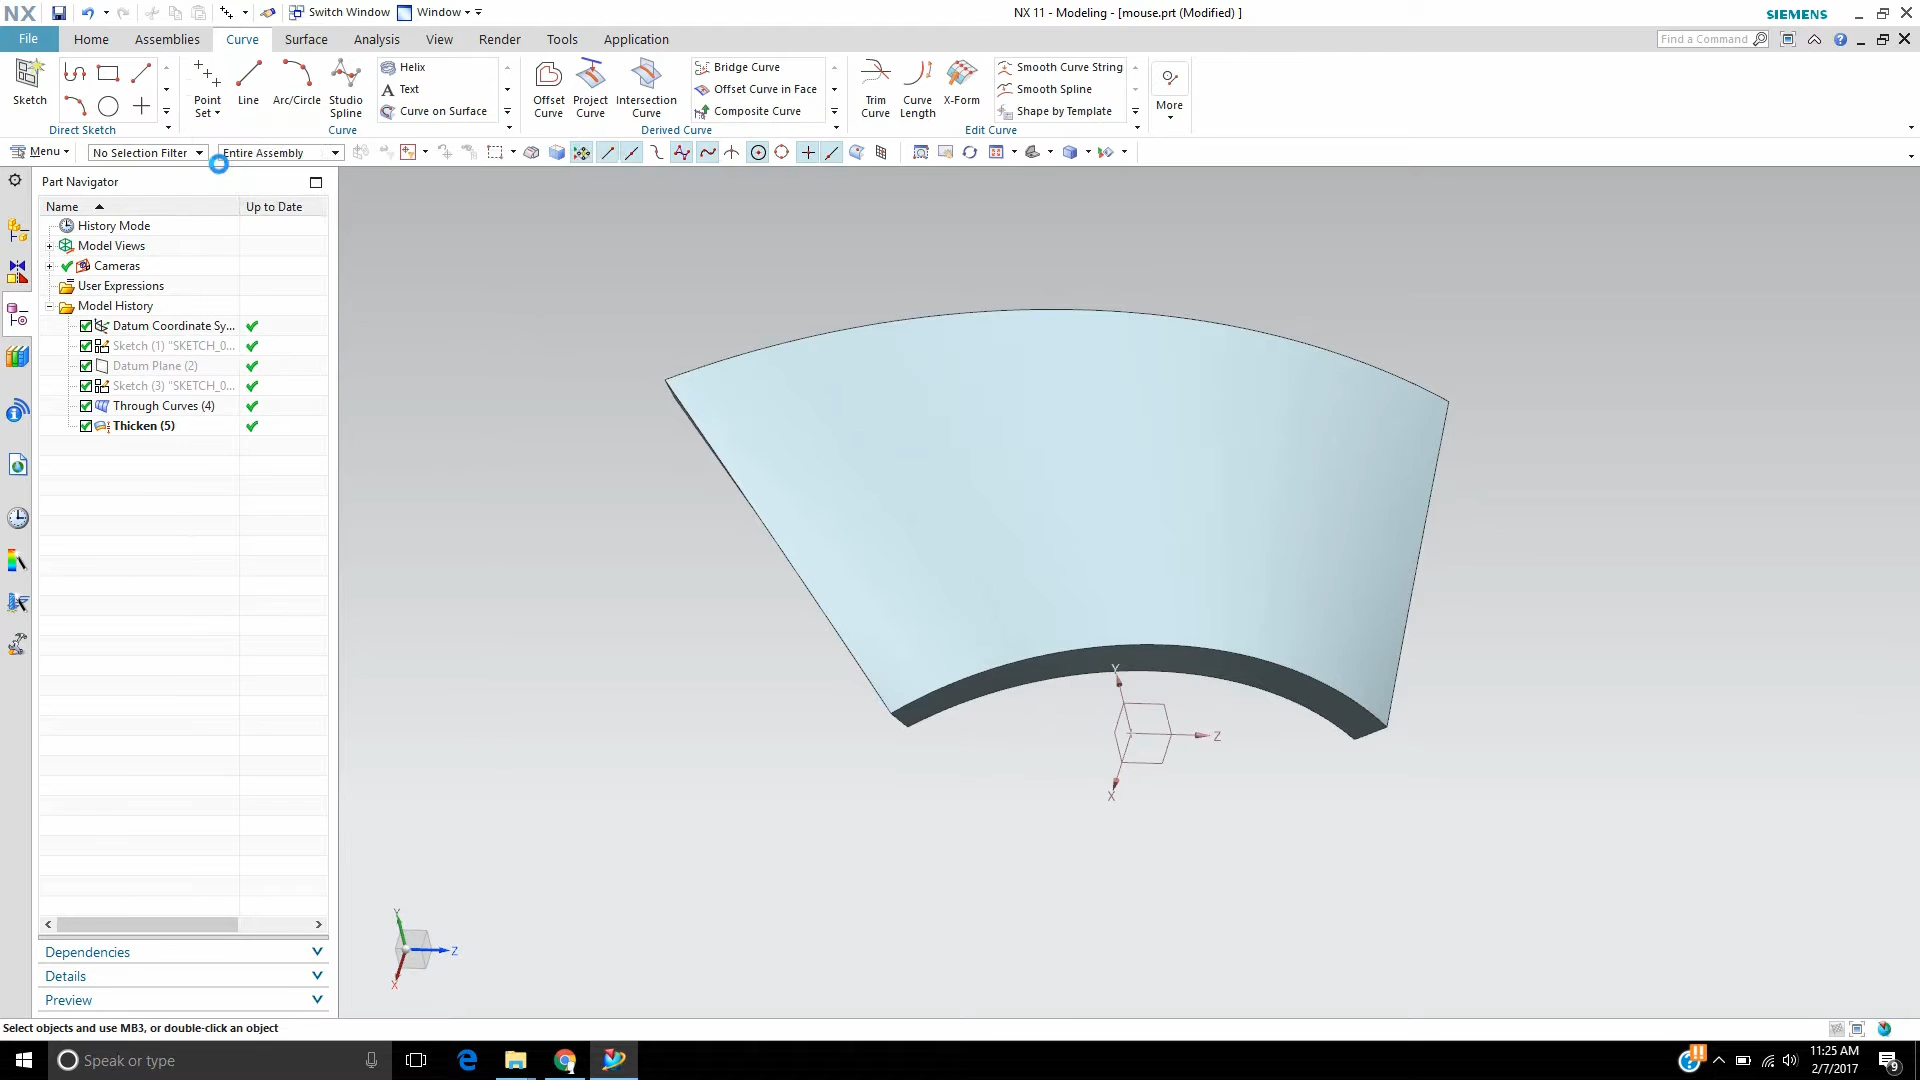 NX Switch Window Window NX 11 - Modeling - [mouse.prt (Modified) ] SIEMENS
File Home Assemblies Curve Surface Analysis View Render Tools Application Find a Command
Sketch
Direct Sketch
Point Set
Line
Arc/Circle
Studio Spline
Helix
Text
Curve on Surface
Curve
Offset Curve
Project Curve
Intersection Curve
Bridge Curve
Offset Curve in Face
Composite Curve
Derived Curve
Trim Curve
Curve Length
X-Form
Smooth Curve String
Smooth Spline
Shape by Template
Edit Curve
More
Menu No Selection Filter Entire Assembly
Part Navigator
Name Up to Date
History Mode
Model Views
Cameras
User Expressions
Model History
Datum Coordinate Sy...
Sketch (1) "SKETCH_0...
Datum Plane (2)
Sketch (3) "SKETCH_0...
Through Curves (4)
Thicken (5)
Y
Z
X
Y
Z
X
Dependencies
Details
Preview
Select objects and use MB3, or double-click an object
Speak or type
11:25 AM
2/7/2017
9